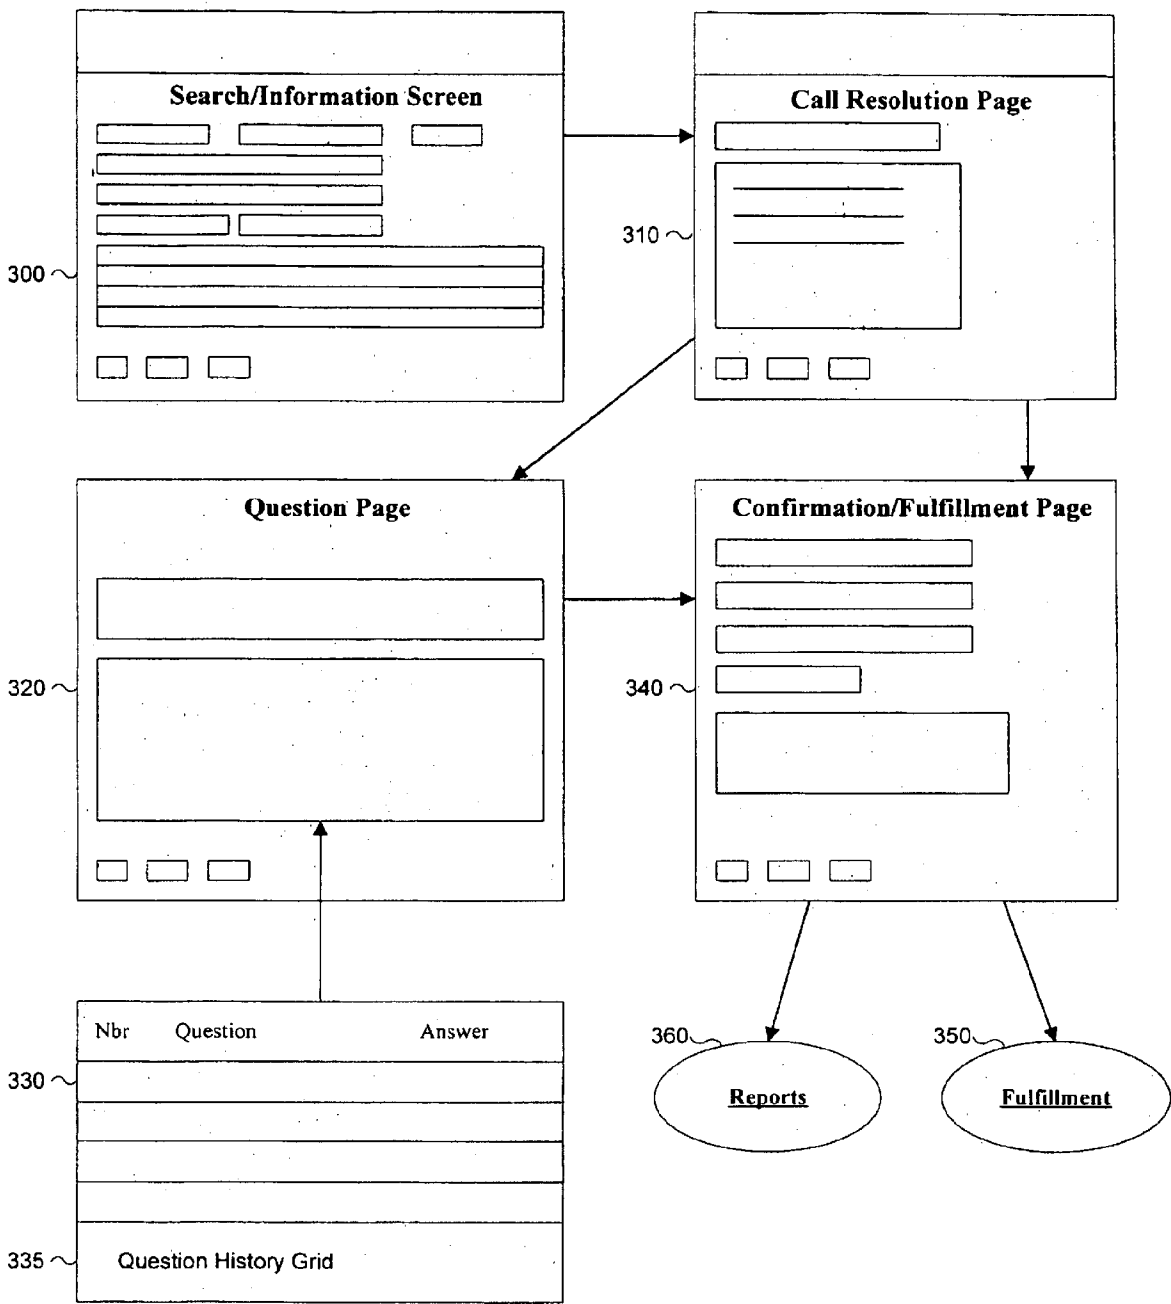 Search/Information Screen
Call Resolution Page
310
300
Question Page
Confirmation/Fulfillment Page
320
340
Nbr Question Answer
360
350
330
Reports
Fulfillment
335
Question History Grid